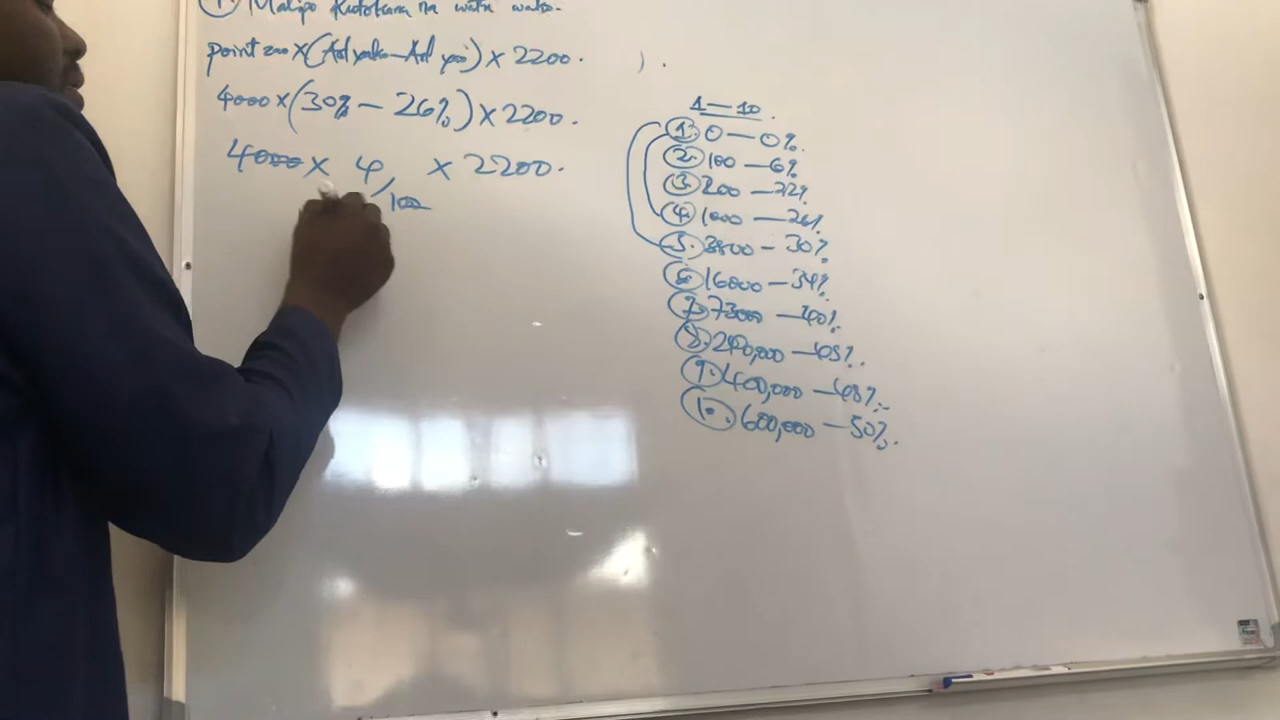 1. Malipo Kutokana na watu wako.
point zao × (Asl yako – Asl yao) × 2200.
4000 × (30% – 26%) × 2200.
4000 × 4/100 × 2200.
1 — 10.
1. 0 — 0%.
2. 100 — 6%
3. 200 — 22%
4. 1000 — 26%
5. 3800 — 30%
6. 16000 — 34%
7. 73000 — 40%.
8. 240,000 — 45%.
9. 400,000 — 48%.
10. 600,000 — 50%.